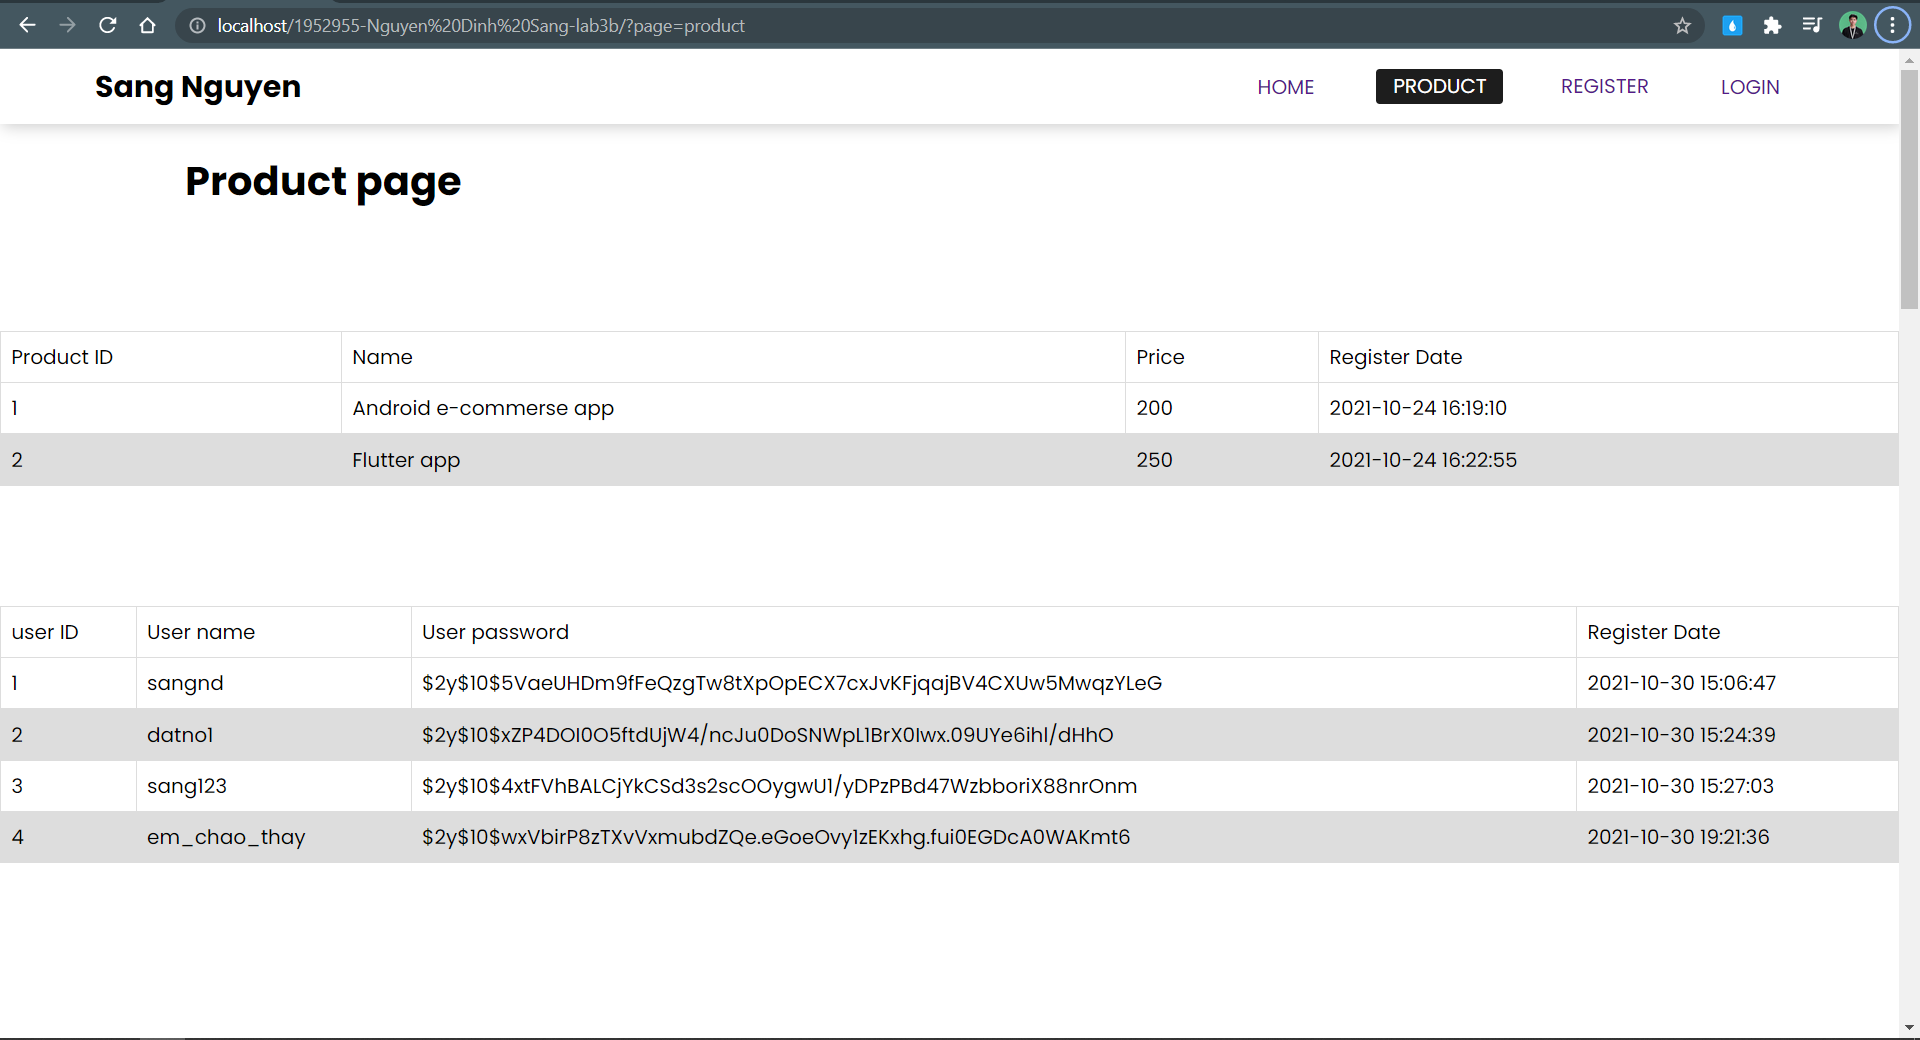 localhost/1952955-Nguyen%20Dinh%20Sang-lab3b/?page=product
Sang Nguyen HOME PRODUCT REGISTER LOGIN
Product page
Product ID Name Price Register Date
1 Android e-commerse app 200 2021-10-24 16:19:10
2 Flutter app 250 2021-10-24 16:22:55
user ID User name User password Register Date
1 sangnd $2y$10$5VaeUHDm9fFeQzgTw8tXpOpECX7cxJvKFjqajBV4CXUw5MwqzYLeG 2021-10-30 15:06:47
2 datno1 $2y$10$xZP4DOI0O5ftdUjW4/ncJu0DoSNWpL1BrX0Iwx.09UYe6ihl/dHhO 2021-10-30 15:24:39
3 sang123 $2y$10$4xtFVhBALCjYkCSd3s2scOOygwU1/yDPzPBd47WzbboriX88nrOnm 2021-10-30 15:27:03
4 em_chao_thay $2y$10$wxVbirP8zTXvVxmubdZQe.eGoeOvy1zEKxhg.fui0EGDcA0WAKmt6 2021-10-30 19:21:36